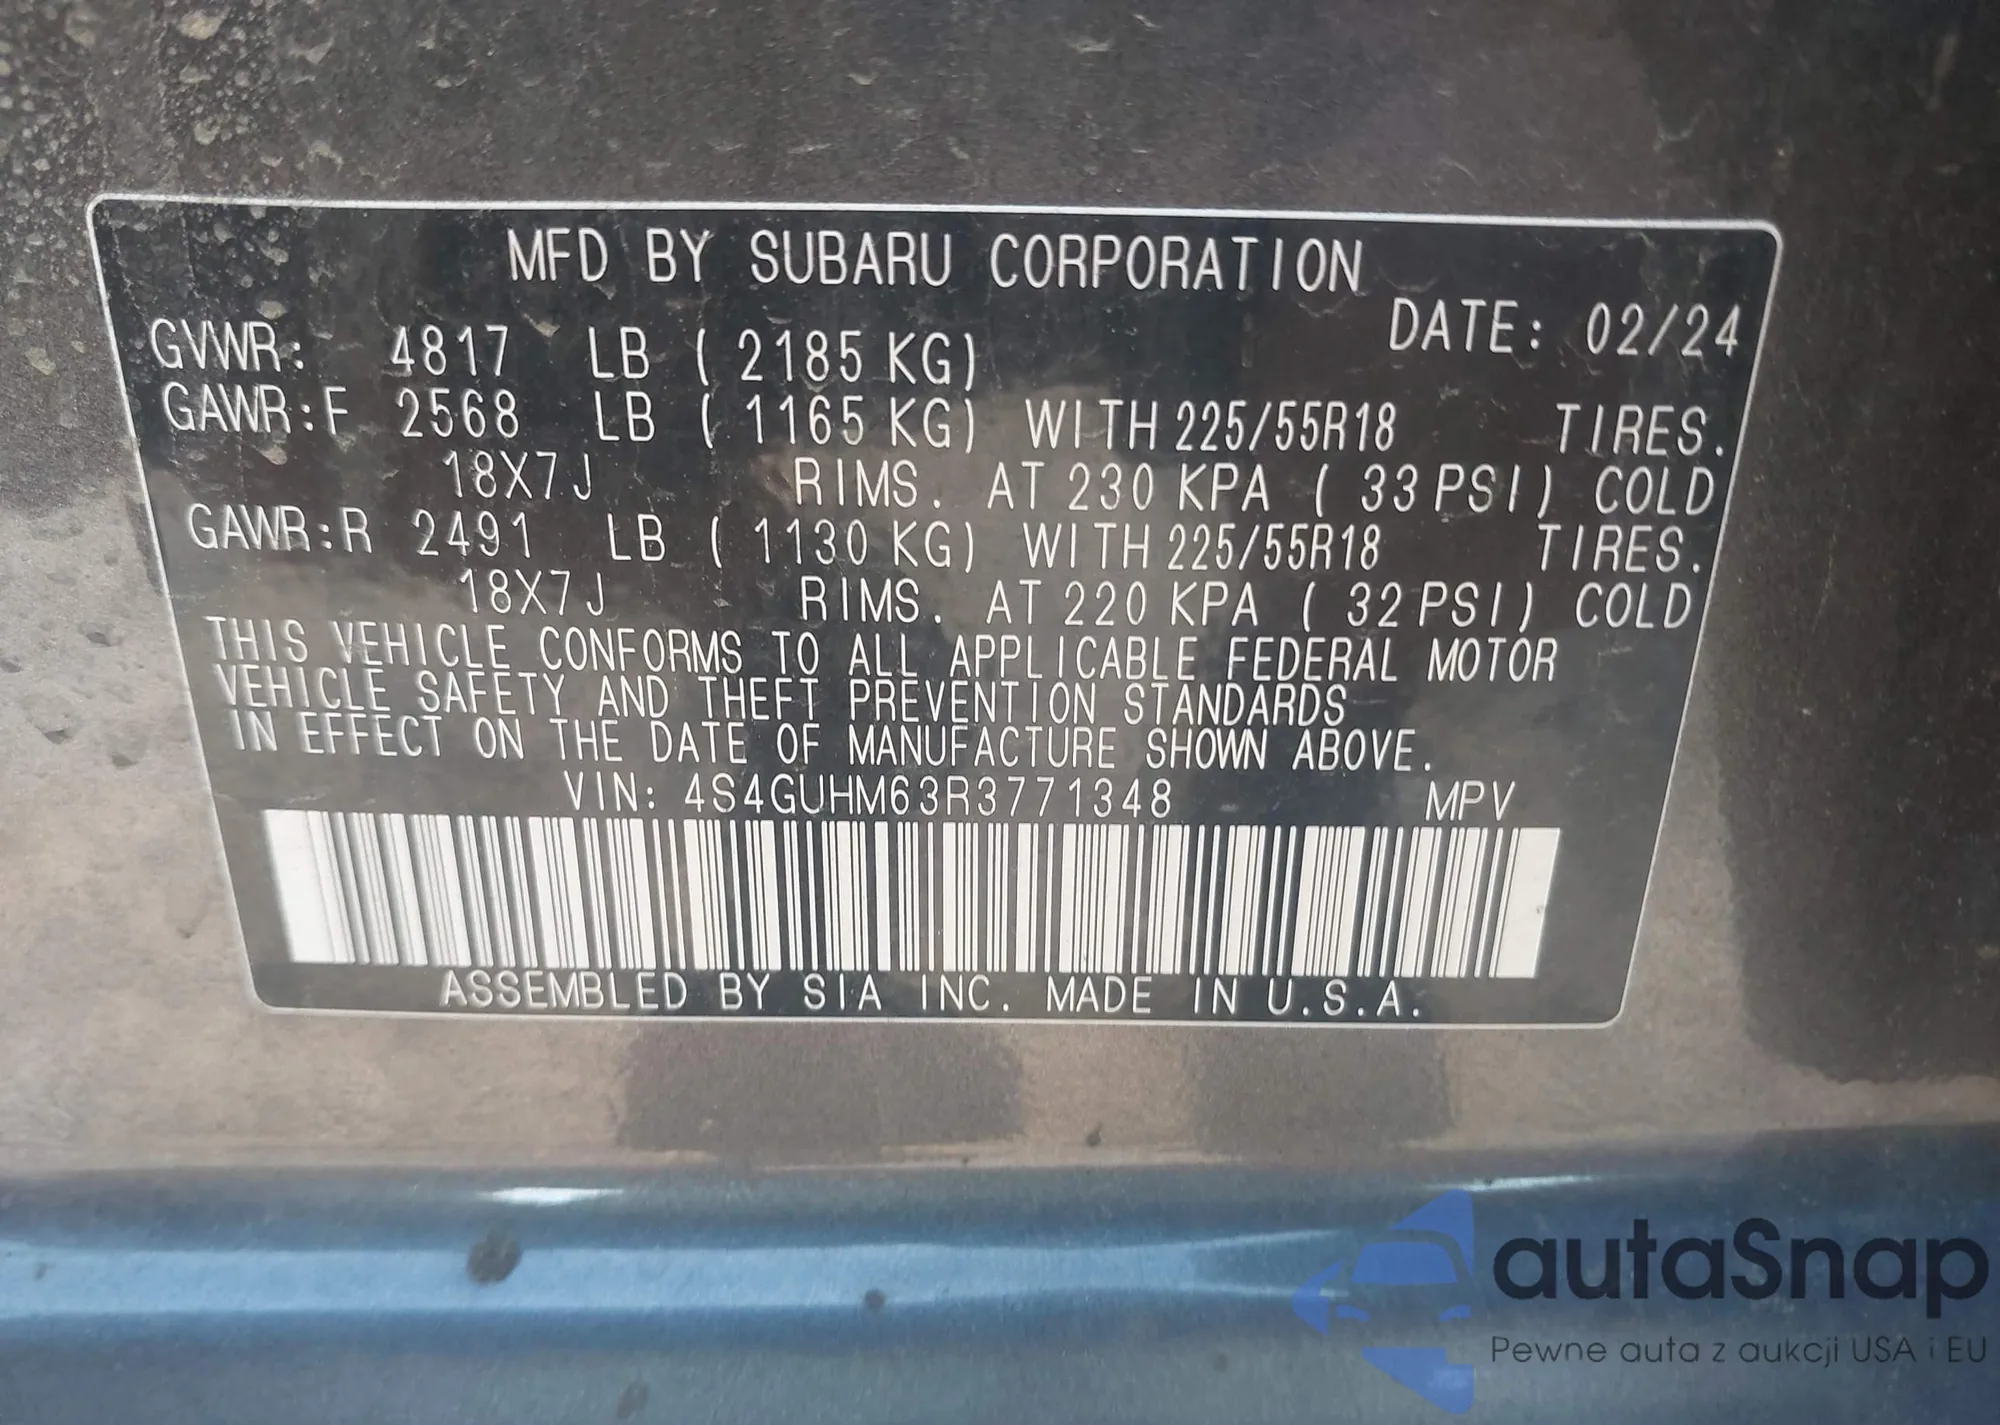 MFD BY SUBARU CORPORATION
DATE: 02/24
GVWR: 4817 LB ( 2185 KG)
GAWR:F 2568 LB ( 1165 KG) WITH 225/55R18 TIRES.
18X7J RIMS. AT 230 KPA ( 33 PSI) COLD
GAWR:R 2491 LB ( 1130 KG) WITH 225/55R18 TIRES.
18X7J RIMS. AT 220 KPA ( 32 PSI) COLD
THIS VEHICLE CONFORMS TO ALL APPLICABLE FEDERAL MOTOR
VEHICLE SAFETY AND THEFT PREVENTION STANDARDS
IN EFFECT ON THE DATE OF MANUFACTURE SHOWN ABOVE.
VIN: 4S4GUHM63R3771348 MPV
ASSEMBLED BY SIA INC. MADE IN U.S.A.
autaSnap
Pewne auta z aukcji USA i EU